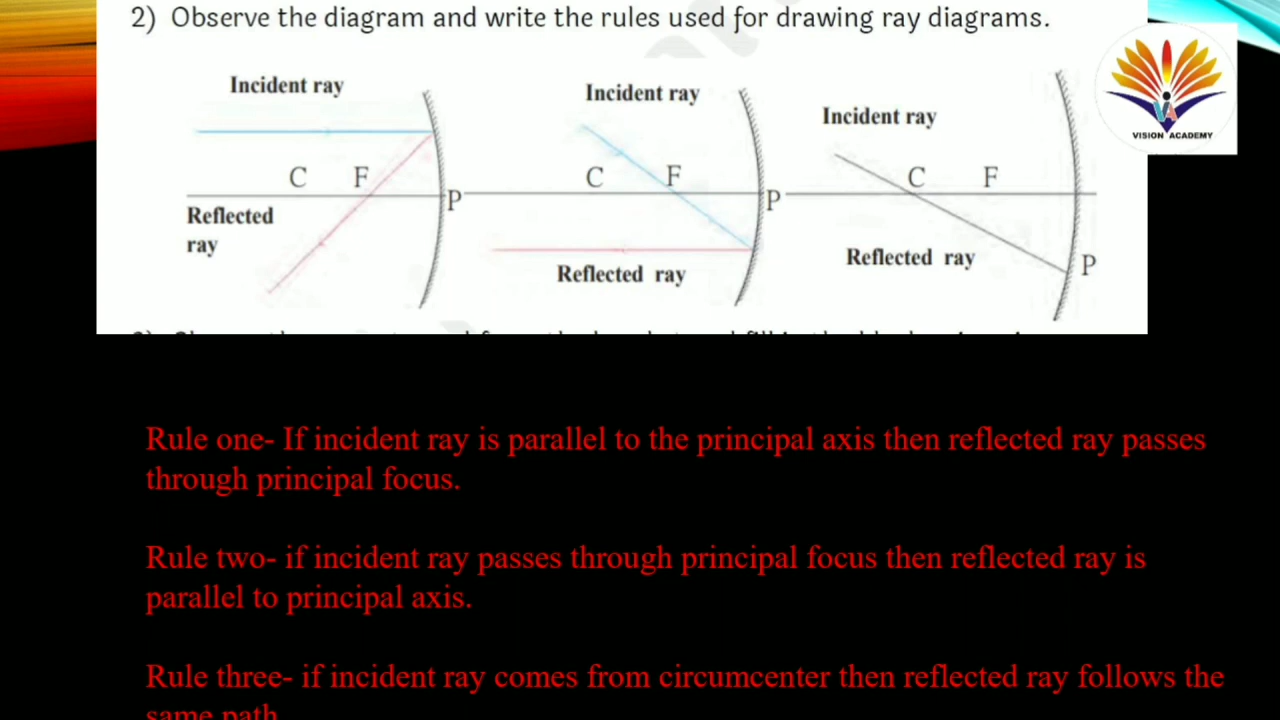 2) Observe the diagram and write the rules used for drawing ray diagrams.
Incident ray
Incident ray
Incident ray
VISION ACADEMY
C F
C F
C F
P
P
Reflected
ray
Reflected ray
Reflected ray
P
Rule one- If incident ray is parallel to the principal axis then reflected ray passes
through principal focus.
Rule two- if incident ray passes through principal focus then reflected ray is
parallel to principal axis.
Rule three- if incident ray comes from circumcenter then reflected ray follows the
same path